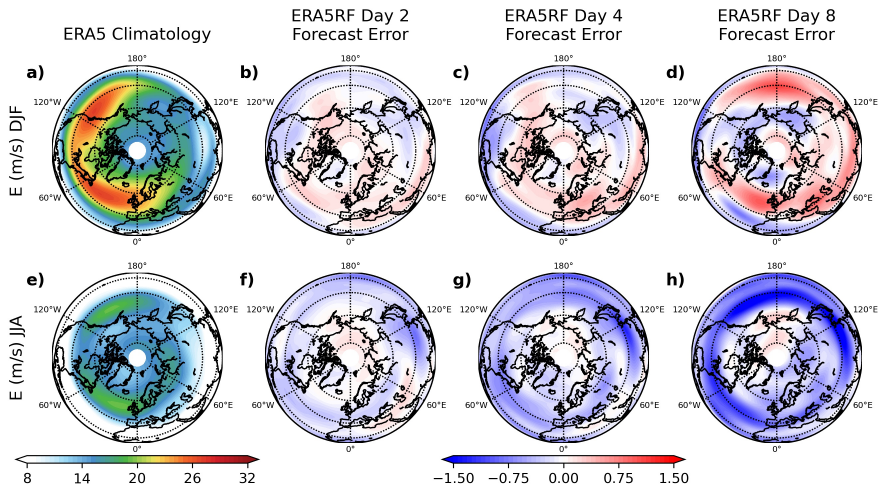 ERA5 Climatology
ERA5RF Day 2
Forecast Error
ERA5RF Day 4
Forecast Error
ERA5RF Day 8
Forecast Error
E (m/s) DJF
a) 180° 120°W 120°E 60°W 60°E 0°
b) 180° 120°W 120°E 60°W 60°E 0°
c) 180° 120°W 120°E 60°W 60°E 0°
d) 180° 120°W 120°E 60°W 60°E 0°
E (m/s) JJA
e) 180° 120°W 120°E 60°W 60°E 0°
f) 180° 120°W 120°E 60°W 60°E 0°
g) 180° 120°W 120°E 60°W 60°E 0°
h) 180° 120°W 120°E 60°W 60°E 0°
8 14 20 26 32
−1.50 −0.75 0.00 0.75 1.50